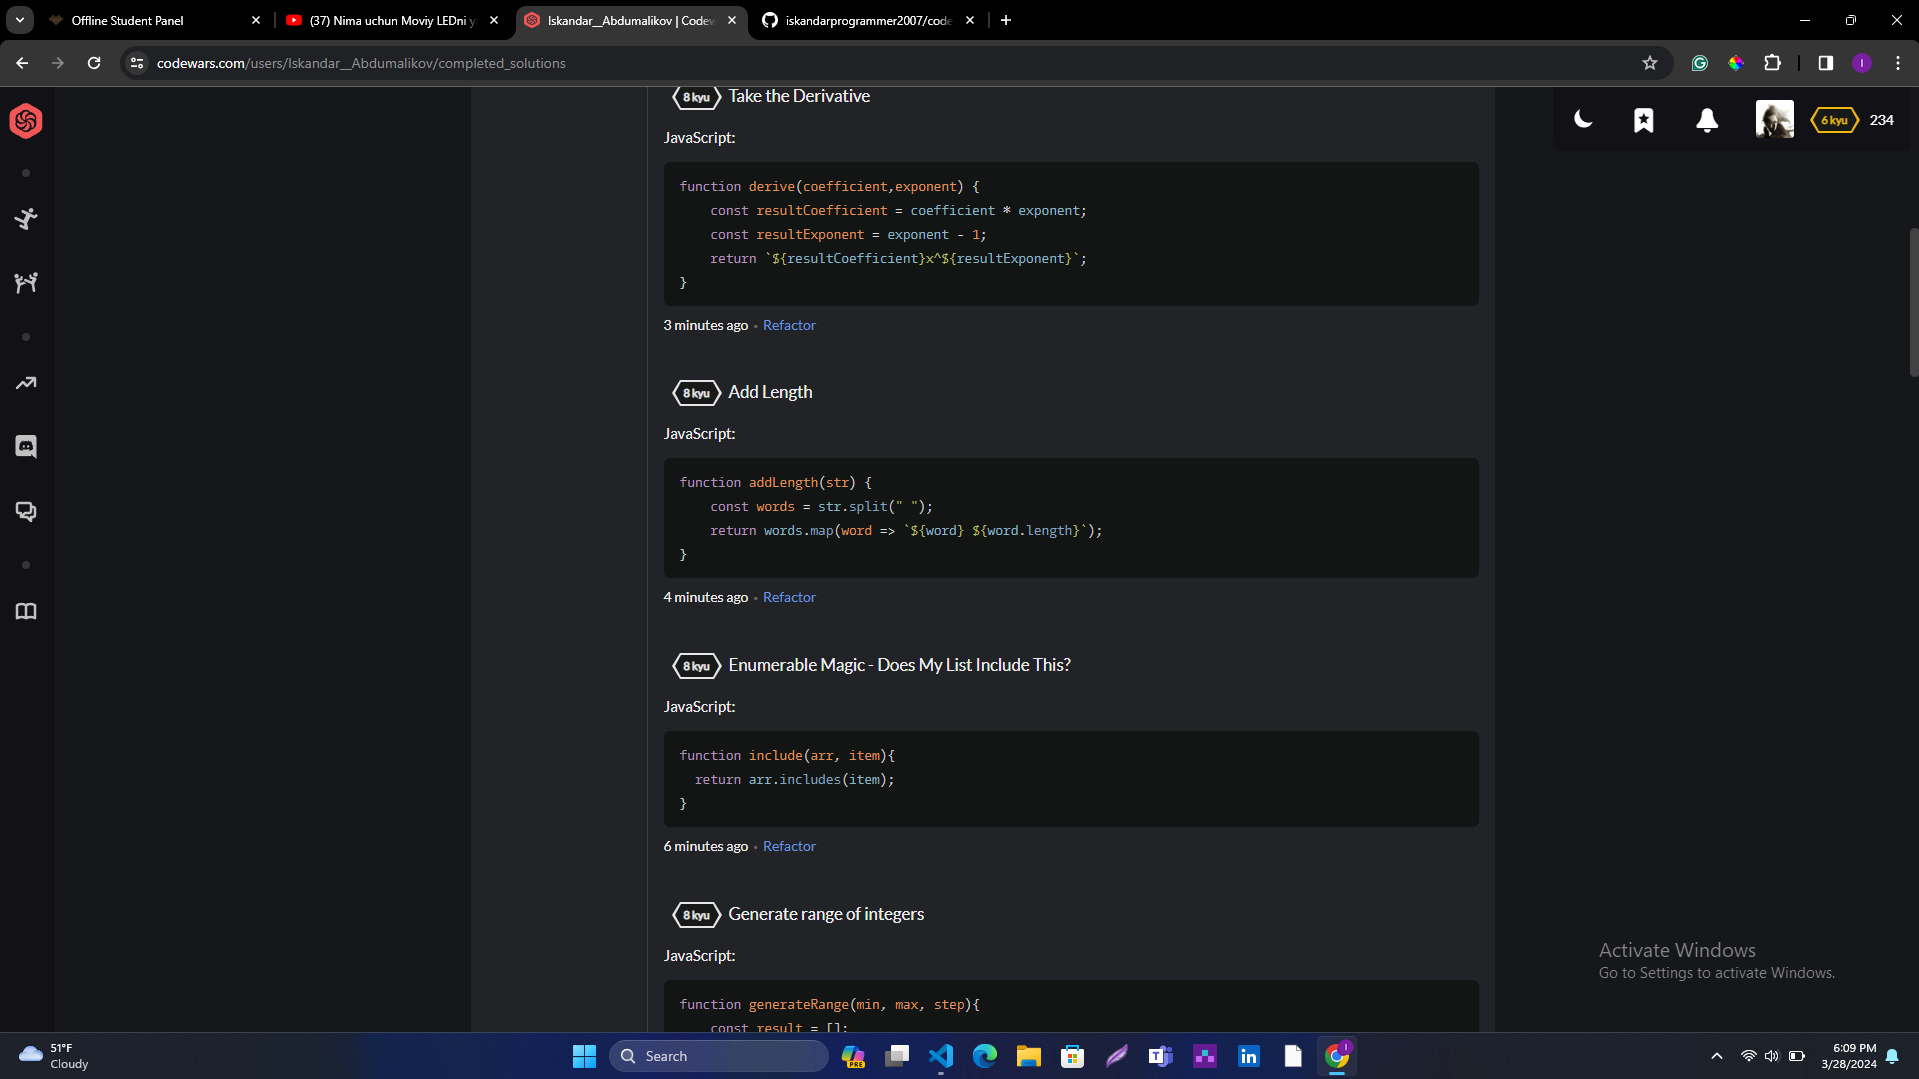 Offline Student Panel
(37) Nima uchun Moviy LEDni y
Iskandar__Abdumalikov | Codew
iskandarprogrammer2007/code
codewars.com/users/Iskandar__Abdumalikov/completed_solutions
I
6 kyu
234
8 kyu Take the Derivative
JavaScript:
function derive(coefficient,exponent) {
    const resultCoefficient = coefficient * exponent;
    const resultExponent = exponent - 1;
    return `${resultCoefficient}x^${resultExponent}`;
}
3 minutes ago · Refactor
8 kyu Add Length
JavaScript:
function addLength(str) {
    const words = str.split(" ");
    return words.map(word => `${word} ${word.length}`);
}
4 minutes ago · Refactor
8 kyu Enumerable Magic - Does My List Include This?
JavaScript:
function include(arr, item){
  return arr.includes(item);
}
6 minutes ago · Refactor
8 kyu Generate range of integers
JavaScript:
function generateRange(min, max, step){
    const result = [];
Activate Windows
Go to Settings to activate Windows.
51°F
Cloudy
Search
PRE
T
in
I
6:09 PM
3/28/2024